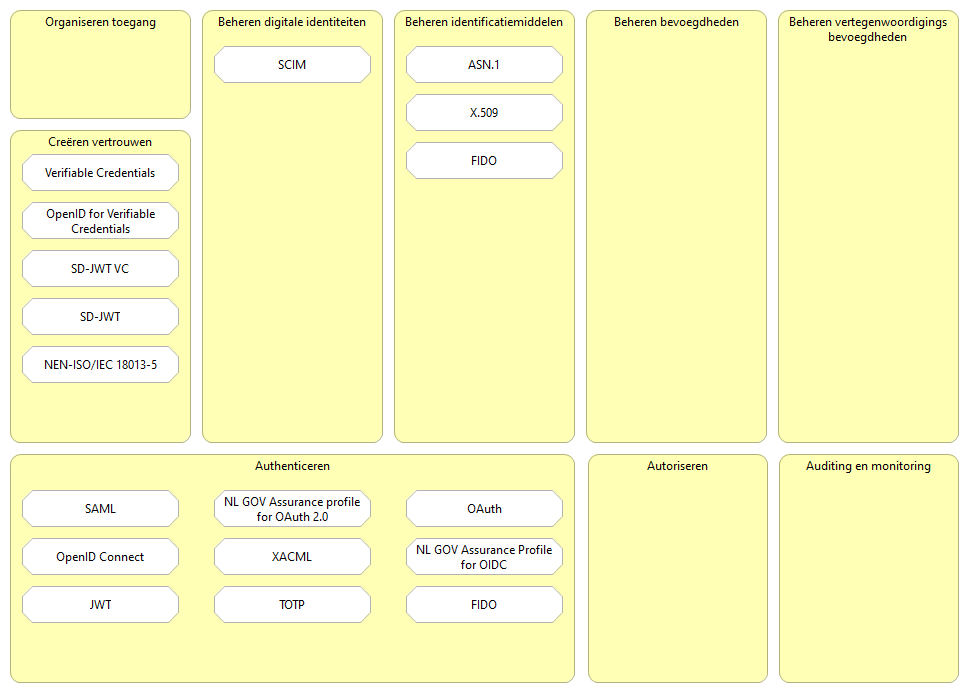 Organiseren toegang
Creëren vertrouwen
Verifiable Credentials
OpenID for Verifiable
Credentials
SD-JWT VC
SD-JWT
NEN-ISO/IEC 18013-5
Beheren digitale identiteiten
SCIM
Beheren identificatiemiddelen
ASN.1
X.509
FIDO
Beheren bevoegdheden
Beheren vertegenwoordigings
bevoegdheden
Authenticeren
SAML
NL GOV Assurance profile
for OAuth 2.0
OAuth
OpenID Connect
XACML
NL GOV Assurance Profile
for OIDC
JWT
TOTP
FIDO
Autoriseren
Auditing en monitoring